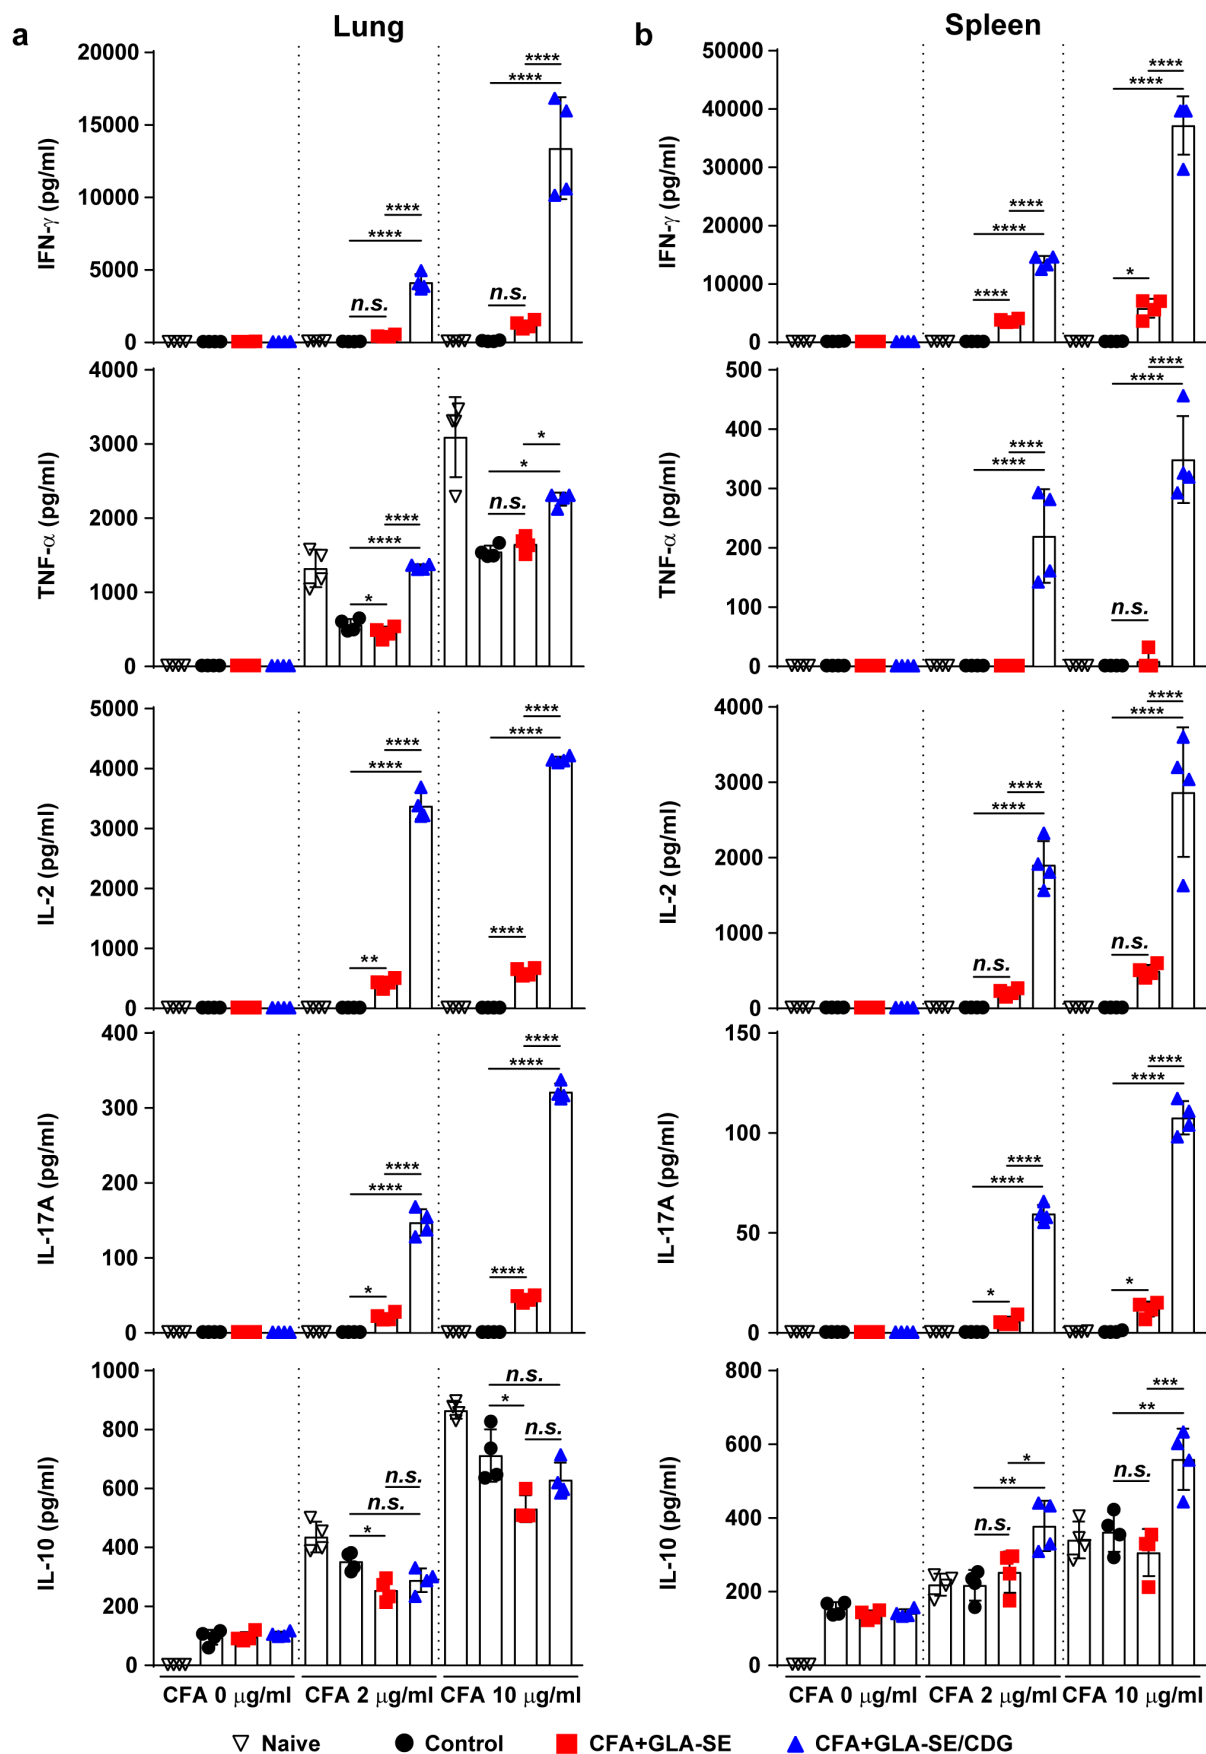 a
Lung
IFN-γ (pg/ml)
20000
15000
10000
5000
0
n.s.
****
****
n.s.
****
****
TNF-α (pg/ml)
4000
3000
2000
1000
0
*
****
****
n.s.
*
*
IL-2 (pg/ml)
5000
4000
3000
2000
1000
0
**
****
****
****
****
****
IL-17A (pg/ml)
400
300
200
100
0
*
****
****
****
****
****
IL-10 (pg/ml)
1000
800
600
400
200
0
*
n.s.
n.s.
n.s.
*
n.s.
CFA 0 μg/ml
CFA 2 μg/ml
CFA 10 μg/ml
b
Spleen
IFN-γ (pg/ml)
50000
40000
30000
20000
10000
0
****
****
****
*
****
****
TNF-α (pg/ml)
500
400
300
200
100
0
****
****
n.s.
****
****
IL-2 (pg/ml)
4000
3000
2000
1000
0
n.s.
****
****
n.s.
****
****
IL-17A (pg/ml)
150
100
50
0
*
****
****
*
****
****
IL-10 (pg/ml)
800
600
400
200
0
n.s.
**
*
n.s.
**
***
CFA 0 μg/ml
CFA 2 μg/ml
CFA 10 μg/ml
Naive
Control
CFA+GLA-SE
CFA+GLA-SE/CDG